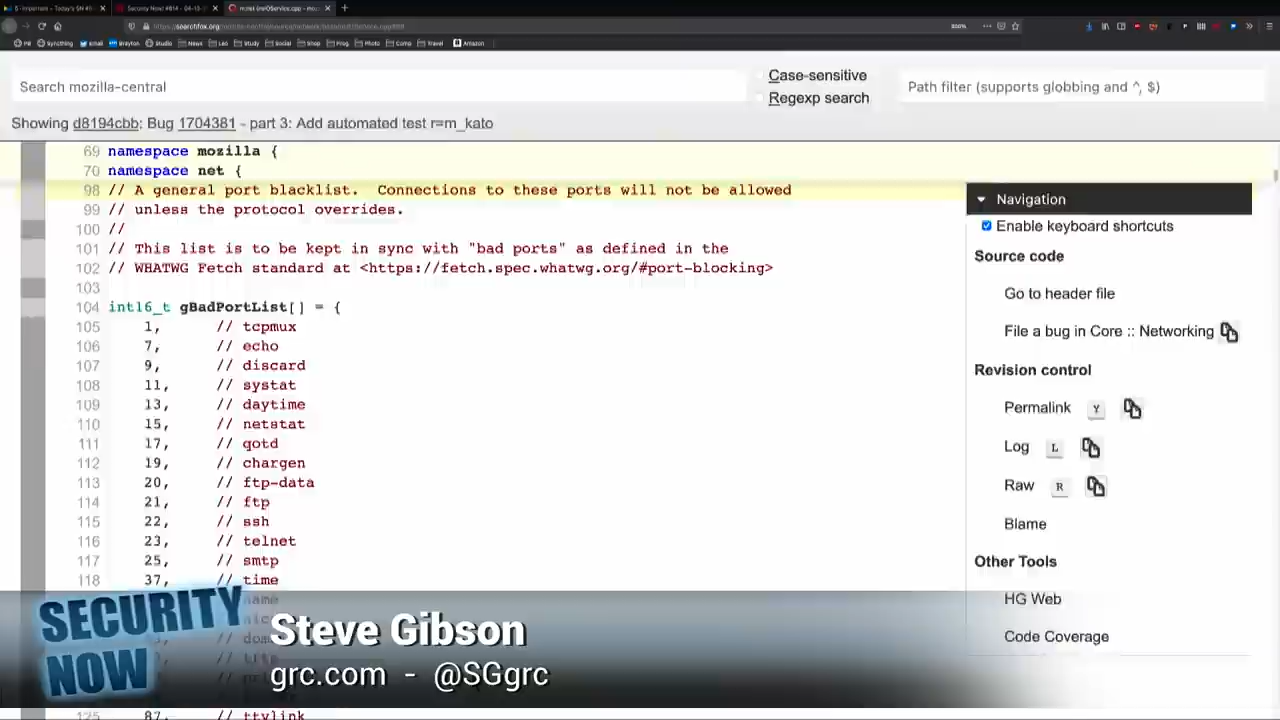 Security Now! #814
Search mozilla-central
Case-sensitive
Regexp search
Path filter (supports globbing and ^, $)
Showing d8194cbb: Bug 1704381 - part 3: Add automated test r=m_kato
69 namespace mozilla {
70 namespace net {
98 // A general port blacklist. Connections to these ports will not be allowed
99 // unless the protocol overrides.
100 //
101 // This list is to be kept in sync with "bad ports" as defined in the
102 // WHATWG Fetch standard at <https://fetch.spec.whatwg.org/#port-blocking>
103
104 int16_t gBadPortList[] = {
105 1, // tcpmux
106 7, // echo
107 9, // discard
108 11, // systat
109 13, // daytime
110 15, // netstat
111 17, // qotd
112 19, // chargen
113 20, // ftp-data
114 21, // ftp
115 22, // ssh
116 23, // telnet
117 25, // smtp
118 37, // time
125 87, // ttylink
Navigation
Enable keyboard shortcuts
Source code
Go to header file
File a bug in Core :: Networking
Revision control
Permalink Y
Log L
Raw R
Blame
Other Tools
HG Web
Code Coverage
SECURITY
NOW
Steve Gibson
grc.com - @SGgrc